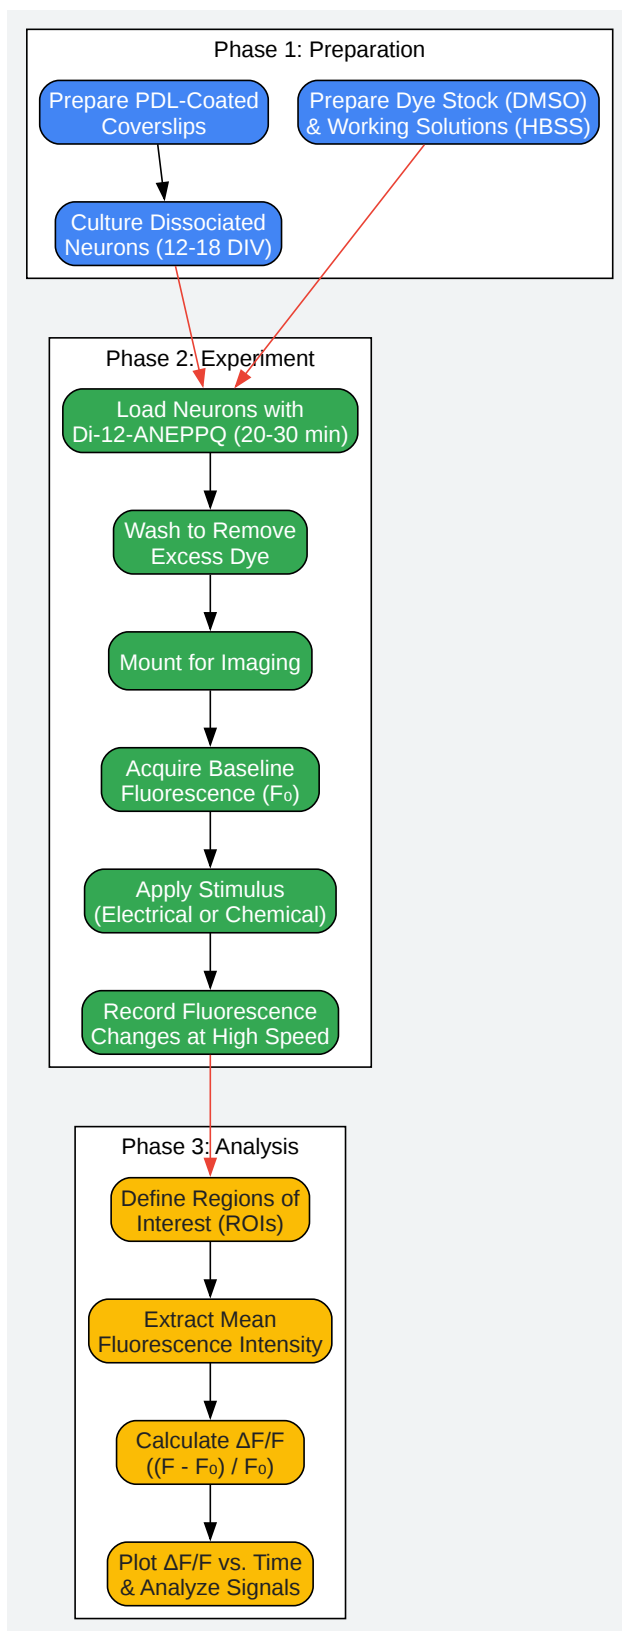 Phase 1: Preparation
Prepare PDL-Coated
Coverslips
Prepare Dye Stock (DMSO)
& Working Solutions (HBSS)
Culture Dissociated
Neurons (12-18 DIV)
Phase 2: Experiment
Load Neurons with
Di-12-ANEPPQ (20-30 min)
Wash to Remove
Excess Dye
Mount for Imaging
Acquire Baseline
Fluorescence (F₀)
Apply Stimulus
(Electrical or Chemical)
Record Fluorescence
Changes at High Speed
Phase 3: Analysis
Define Regions of
Interest (ROIs)
Extract Mean
Fluorescence Intensity
Calculate ΔF/F
((F - F₀) / F₀)
Plot ΔF/F vs. Time
& Analyze Signals